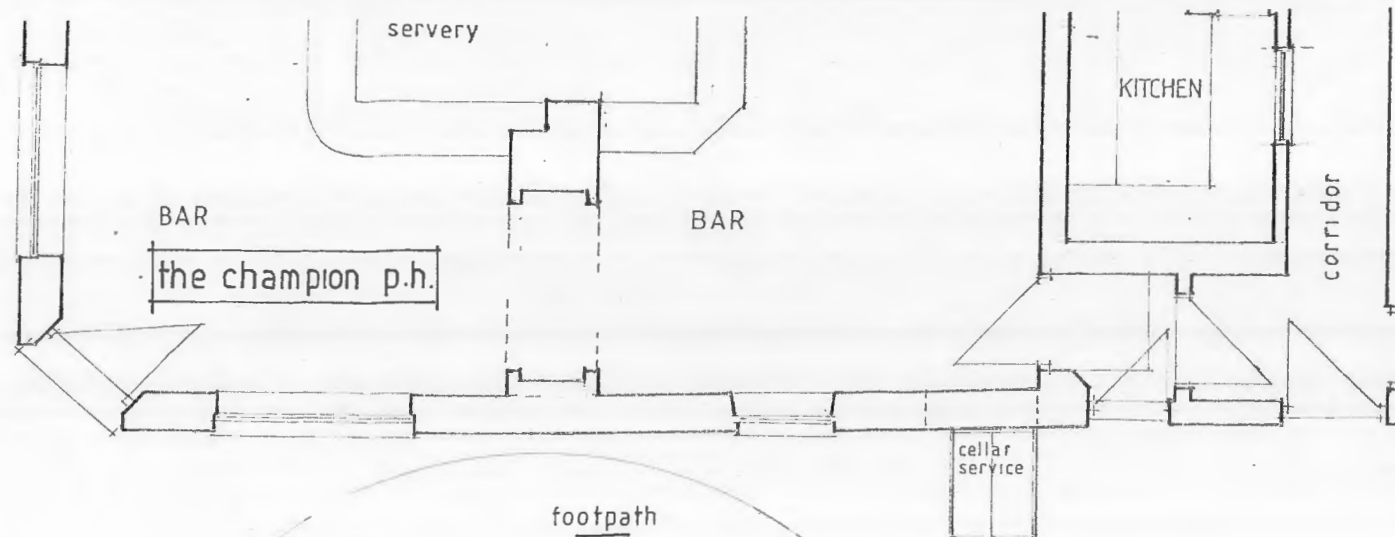 servery
KITCHEN
BAR
BAR
the champion p.h.
corridor
cellar
service
footpath